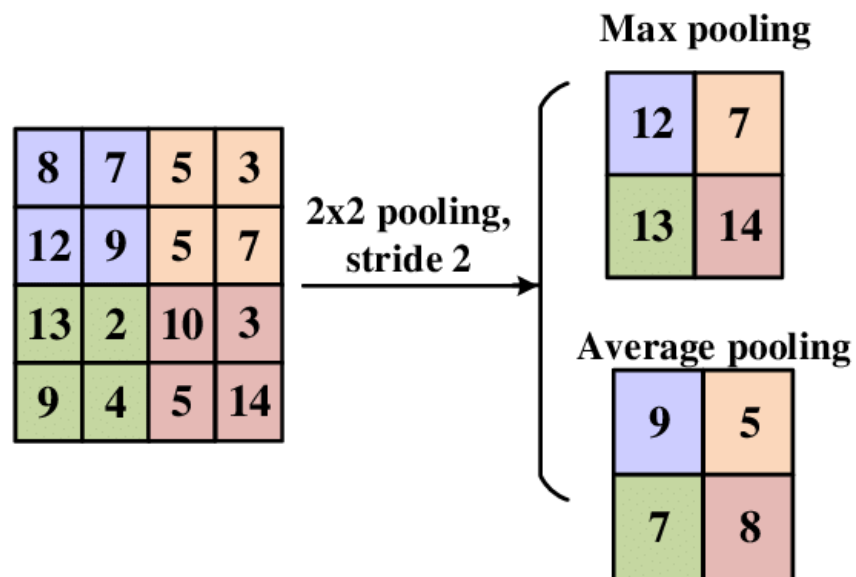 8 7 5 3
12 9 5 7
13 2 10 3
9 4 5 14
2x2 pooling,
stride 2
Max pooling
12 7
13 14
Average pooling
9 5
7 8